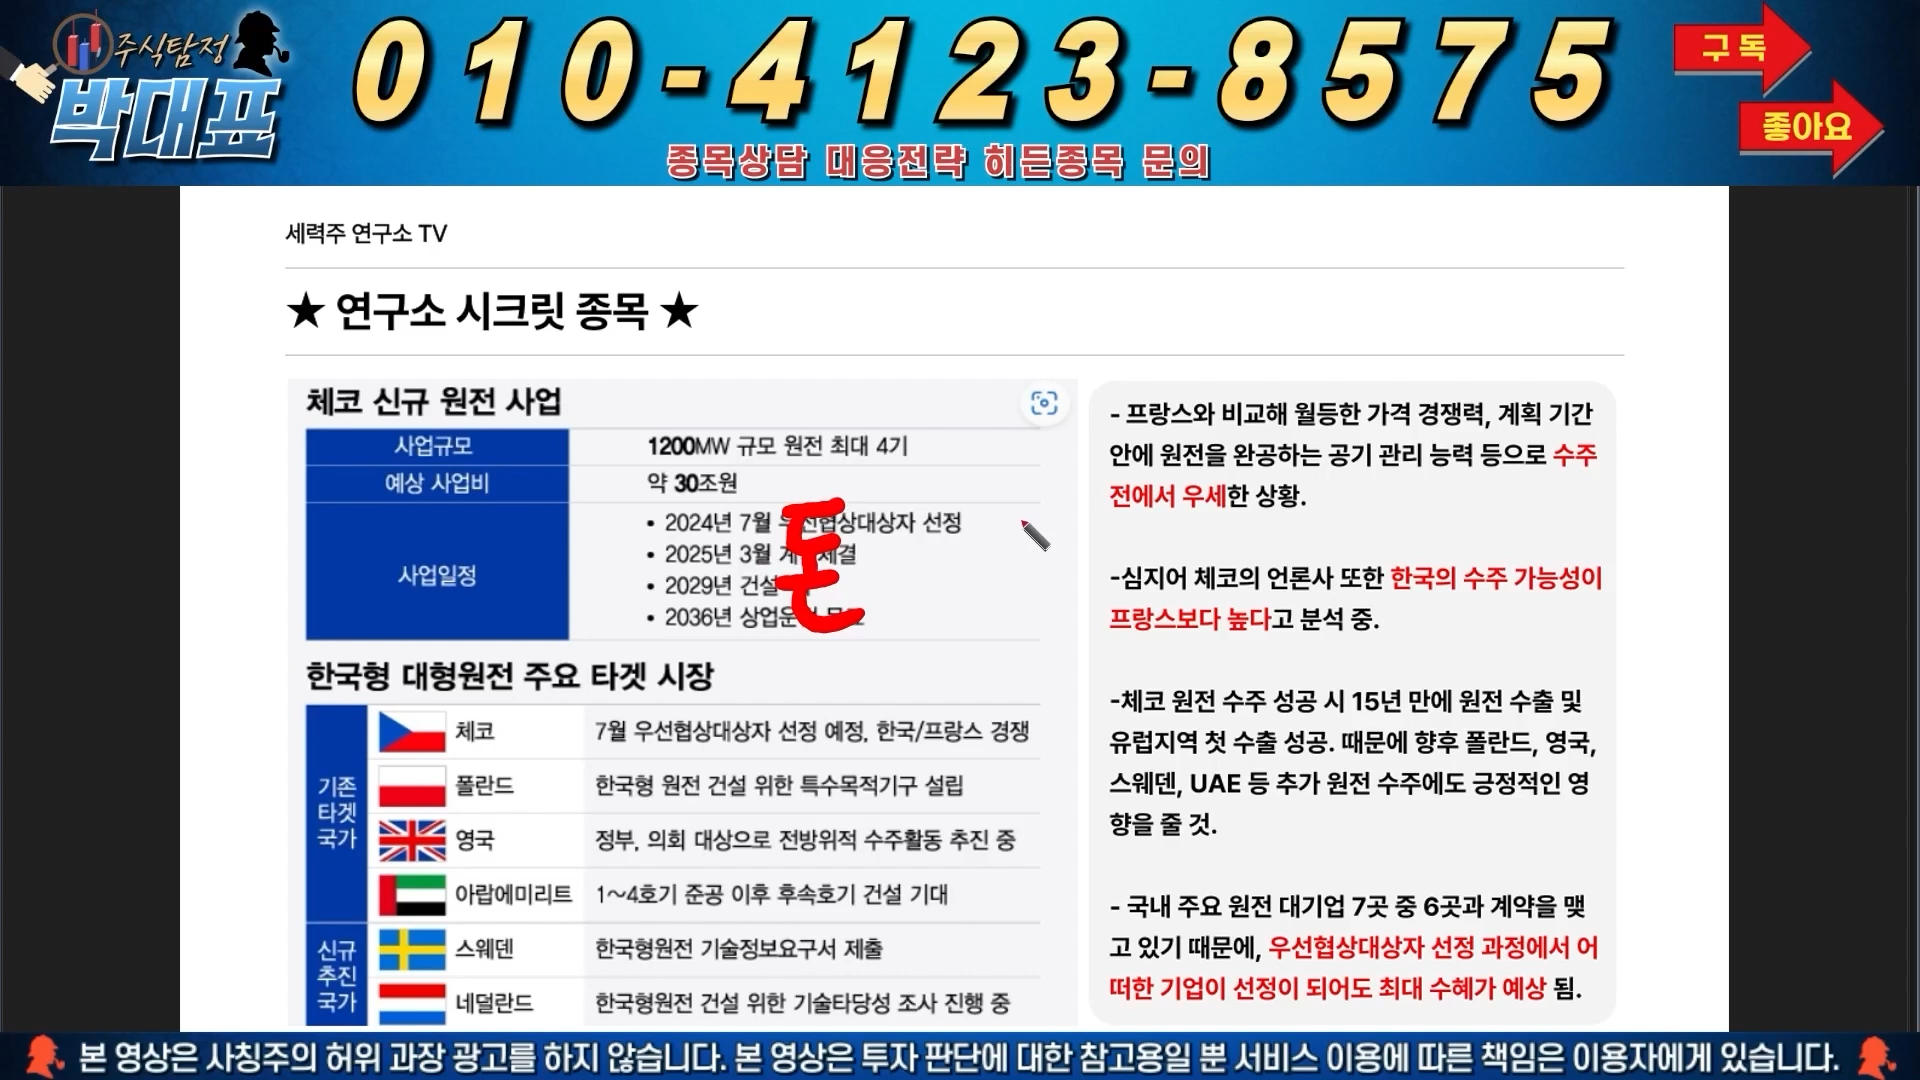 주식탐정
박대표
010-4123-8575
종목상담 대응전략 히든종목 문의
구독
좋아요
세력주 연구소 TV
★ 연구소 시크릿 종목 ★
체코 신규 원전 사업
사업규모 1200MW 규모 원전 최대 4기
예상 사업비 약 30조원
사업일정
• 2024년 7월 우선협상대상자 선정
• 2025년 3월 계 체결
• 2029년 건설
• 2036년 상업운
돈
한국형 대형원전 주요 타겟 시장
기존 타겟 국가
체코 7월 우선협상대상자 선정 예정, 한국/프랑스 경쟁
폴란드 한국형 원전 건설 위한 특수목적기구 설립
영국 정부, 의회 대상으로 전방위적 수주활동 추진 중
아랍에미리트 1~4호기 준공 이후 후속호기 건설 기대
신규 추진 국가
스웨덴 한국형원전 기술정보요구서 제출
네덜란드 한국형원전 건설 위한 기술타당성 조사 진행 중
- 프랑스와 비교해 월등한 가격 경쟁력, 계획 기간
안에 원전을 완공하는 공기 관리 능력 등으로 수주
전에서 우세한 상황.
-심지어 체코의 언론사 또한 한국의 수주 가능성이
프랑스보다 높다고 분석 중.
-체코 원전 수주 성공 시 15년 만에 원전 수출 및
유럽지역 첫 수출 성공. 때문에 향후 폴란드, 영국,
스웨덴, UAE 등 추가 원전 수주에도 긍정적인 영
향을 줄 것.
- 국내 주요 원전 대기업 7곳 중 6곳과 계약을 맺
고 있기 때문에, 우선협상대상자 선정 과정에서 어
떠한 기업이 선정이 되어도 최대 수혜가 예상 됨.
본 영상은 사칭주의 허위 과장 광고를 하지 않습니다. 본 영상은 투자 판단에 대한 참고용일 뿐 서비스 이용에 따른 책임은 이용자에게 있습니다.